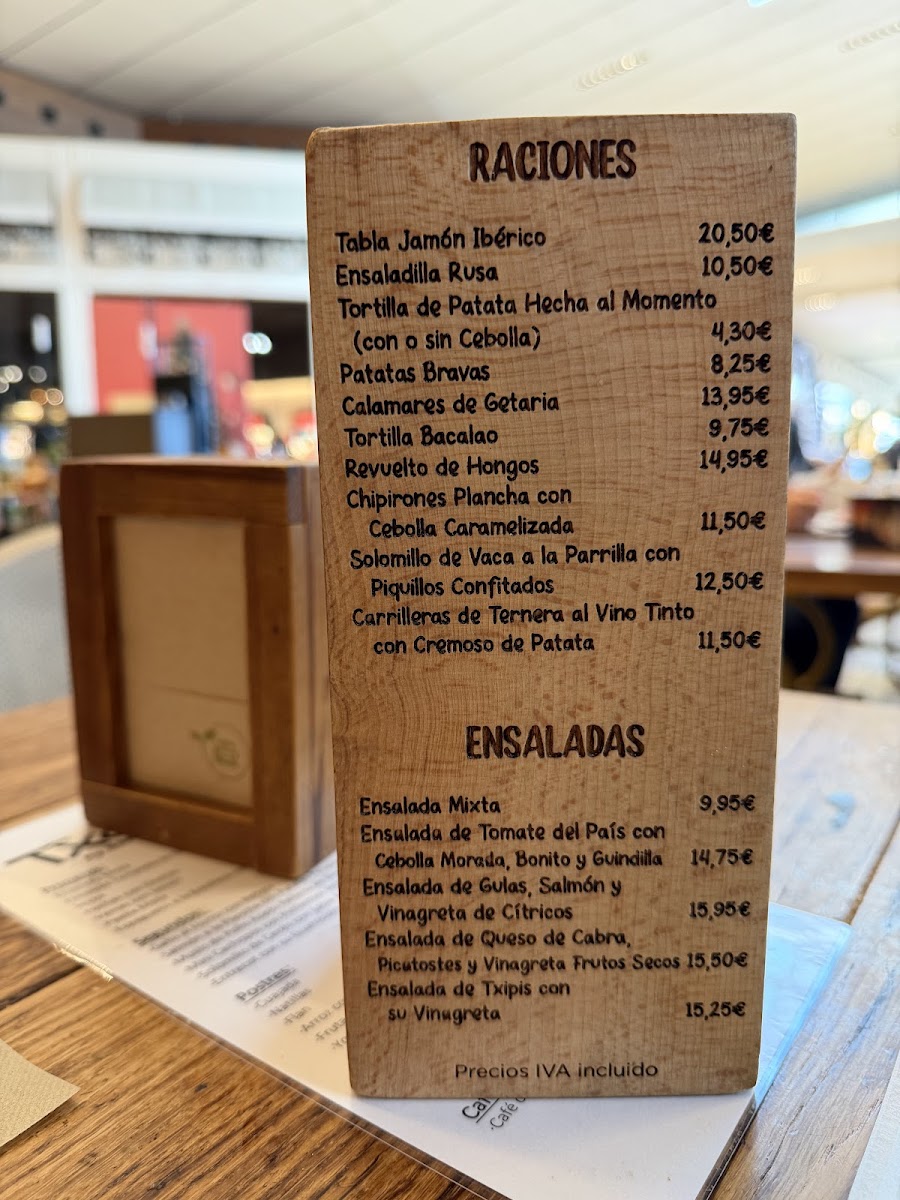 RACIONES
Tabla Jamón Ibérico 20,50€
Ensaladilla Rusa 10,50€
Tortilla de Patata Hecha al Momento
(con o sin Cebolla) 4,30€
Patatas Bravas 8,25€
Calamares de Getaria 13,95€
Tortilla Bacalao 9,75€
Revuelto de Hongos 14,95€
Chipirones Plancha con
Cebolla Caramelizada 11,50€
Solomillo de Vaca a la Parrilla con
Piquillos Confitados 12,50€
Carrilleras de Ternera al Vino Tinto
con Cremoso de Patata 11,50€
ENSALADAS
Ensalada Mixta 9,95€
Ensalada de Tomate del País con
Cebolla Morada, Bonito y Guindilla 14,75€
Ensalada de Gulas, Salmón y
Vinagreta de Cítricos 15,95€
Ensalada de Queso de Cabra,
Picatostes y Vinagreta Frutos Secos 15,50€
Ensalada de Txipis con
su Vinagreta 15,25€
Precios IVA incluido
Postres:
-Cuajada
-Natillas
-Flan
-Arroz